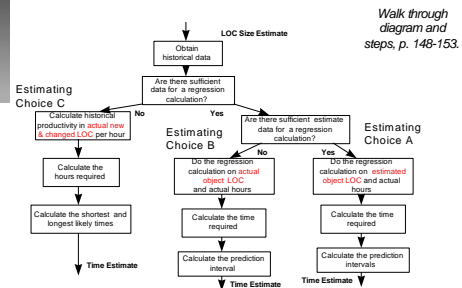 Walk through
diagram and
steps, p. 148-153.
LOC Size Estimate
Obtain
historical data
Are there sufficient
data for a regression
calculation?
No
Yes
Estimating
Choice C
Calculate historical
productivity in actual new
& changed LOC per hour
Calculate the
hours required
Calculate the shortest and
longest likely times
Time Estimate
Are there sufficient estimate
data for a regression
calculation?
No
Yes
Estimating
Choice B
Do the regression
calculation on actual
object LOC
and actual hours
Calculate the time
required
Calculate the prediction
interval
Time Estimate
Estimating
Choice A
Do the regression
calculation on estimated
object LOC and actual
hours
Calculate the time
required
Calculate the prediction
intervals
Time Estimate